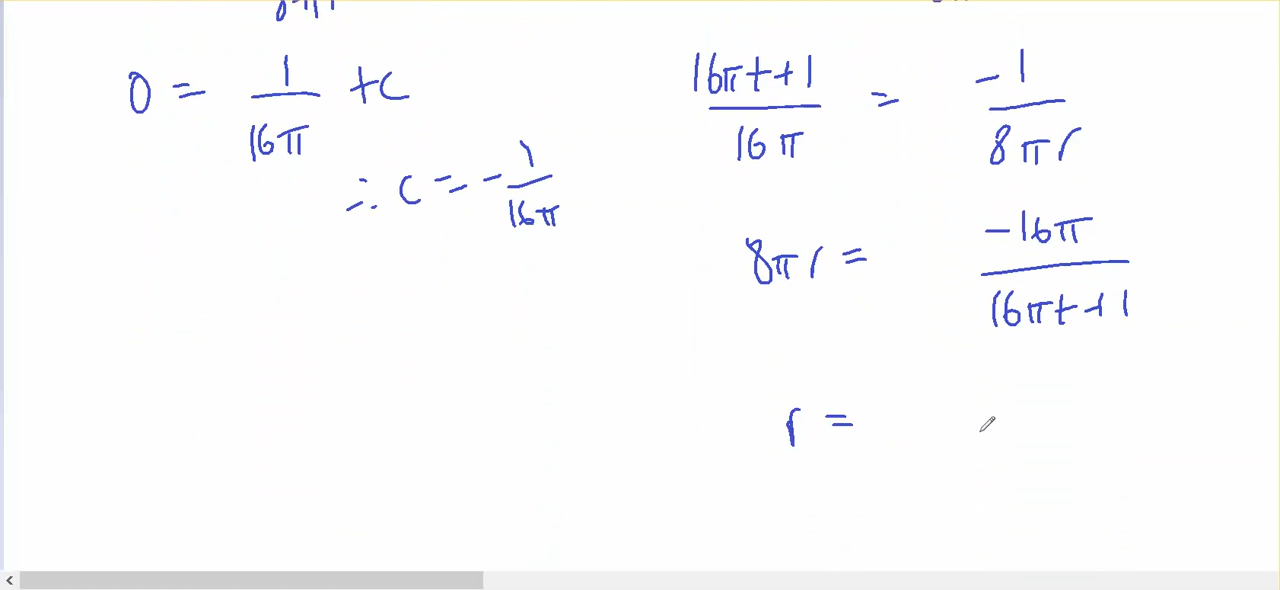 0 = 1/16π + C
∴ C = - 1/16π
16πt+1/16π = -1/8πr
8πr = -16π/16πt+1
r =